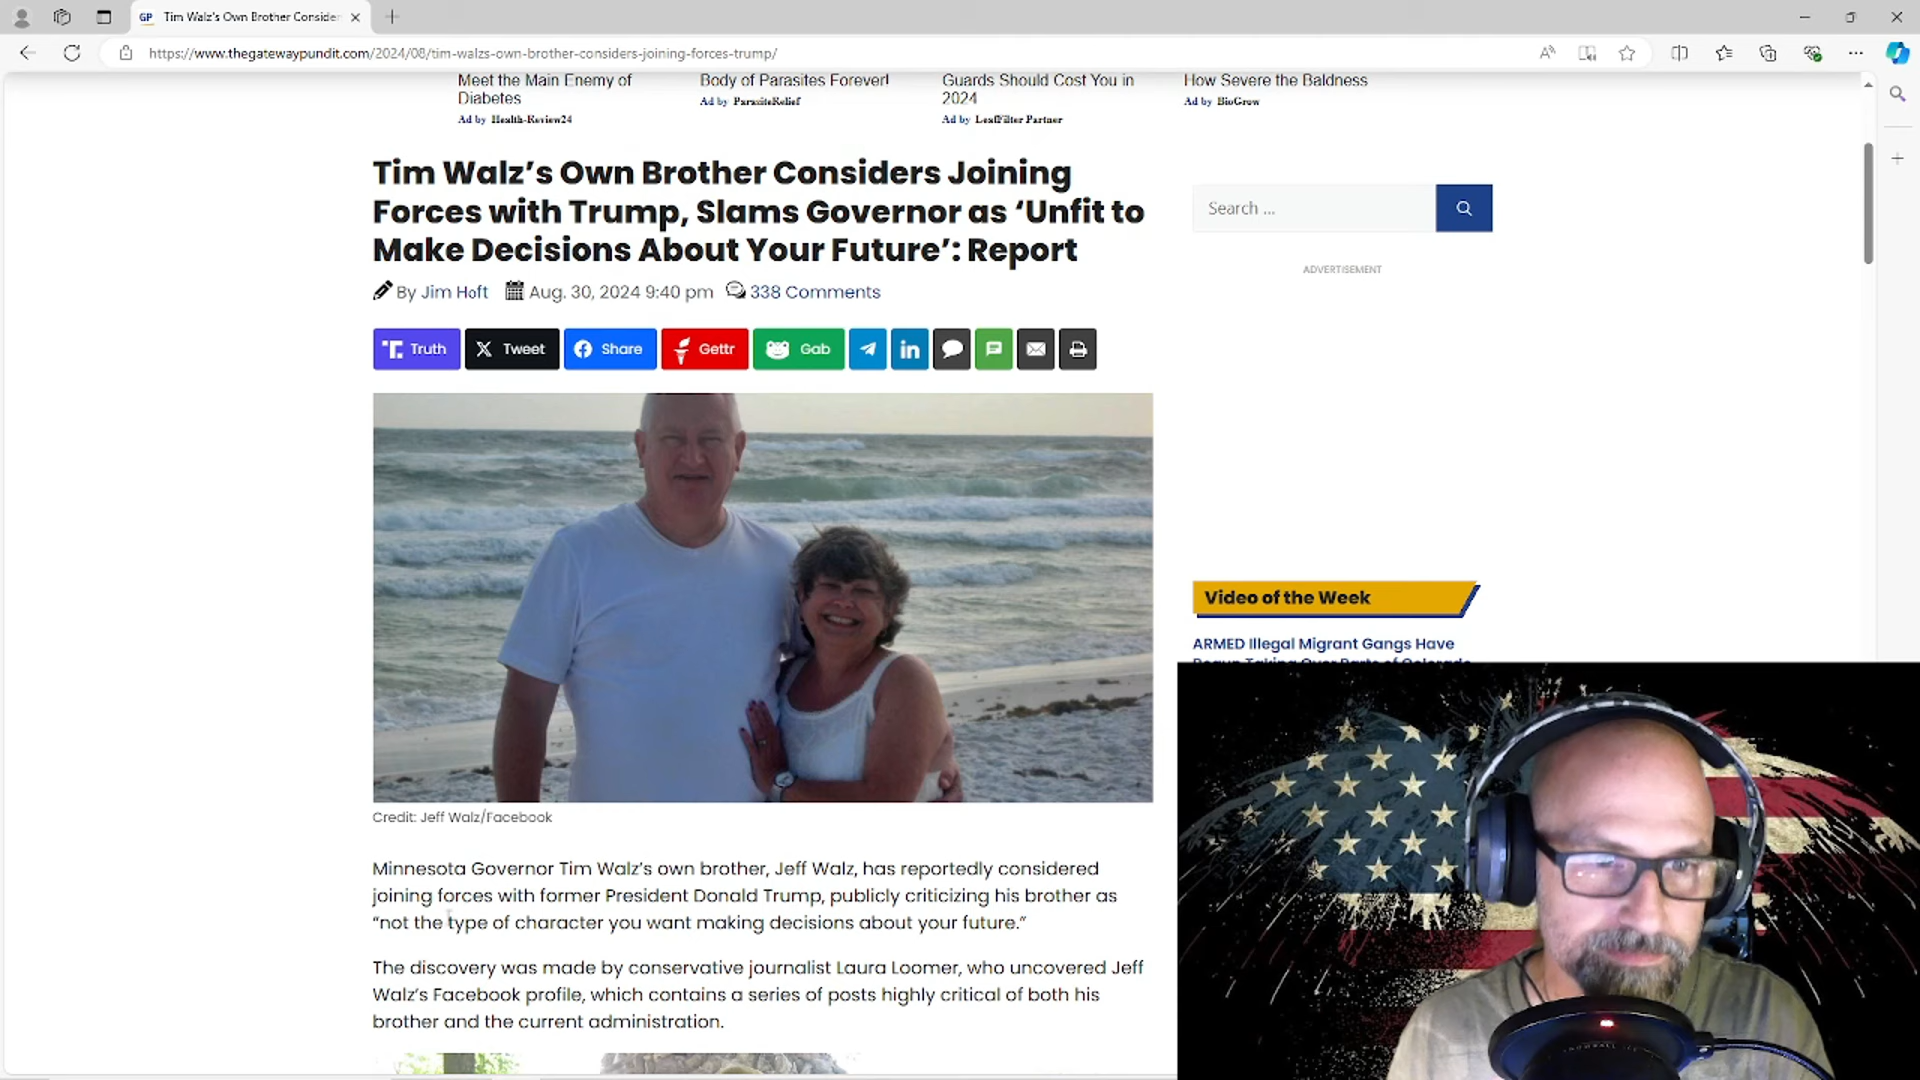 GP Tim Walz's Own Brother Consider
https://www.thegatewaypundit.com/2024/08/tim-walzs-own-brother-considers-joining-forces-trump/
Meet the Main Enemy of
Diabetes
Ad by Health-Review24
Body of Parasites Forever!
Ad by ParasiteRelief
Guards Should Cost You in
2024
Ad by LeafFilter Partner
How Severe the Baldness
Ad by BioGrow
Tim Walz's Own Brother Considers Joining
Forces with Trump, Slams Governor as 'Unfit to
Make Decisions About Your Future': Report
By Jim Hoft Aug. 30, 2024 9:40 pm 338 Comments
Truth Tweet Share Gettr Gab
Search ...
ADVERTISEMENT
Credit: Jeff Walz/Facebook
Minnesota Governor Tim Walz's own brother, Jeff Walz, has reportedly considered
joining forces with former President Donald Trump, publicly criticizing his brother as
“not the type of character you want making decisions about your future.”
The discovery was made by conservative journalist Laura Loomer, who uncovered Jeff
Walz's Facebook profile, which contains a series of posts highly critical of both his
brother and the current administration.
Video of the Week
ARMED Illegal Migrant Gangs Have